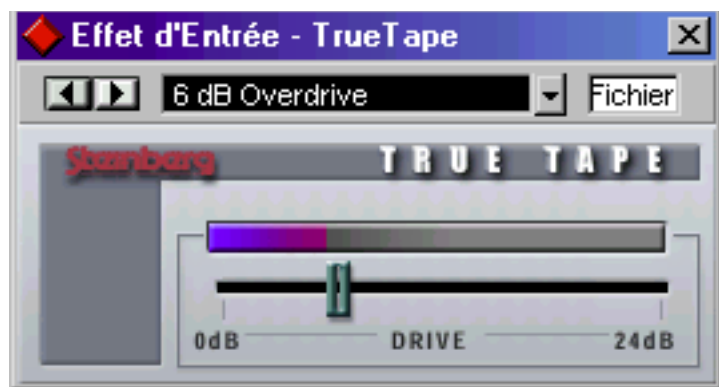 Effet d'Entrée - TrueTape
6 dB Overdrive Fichier
Steinberg TRUE TAPE
0dB DRIVE 24dB